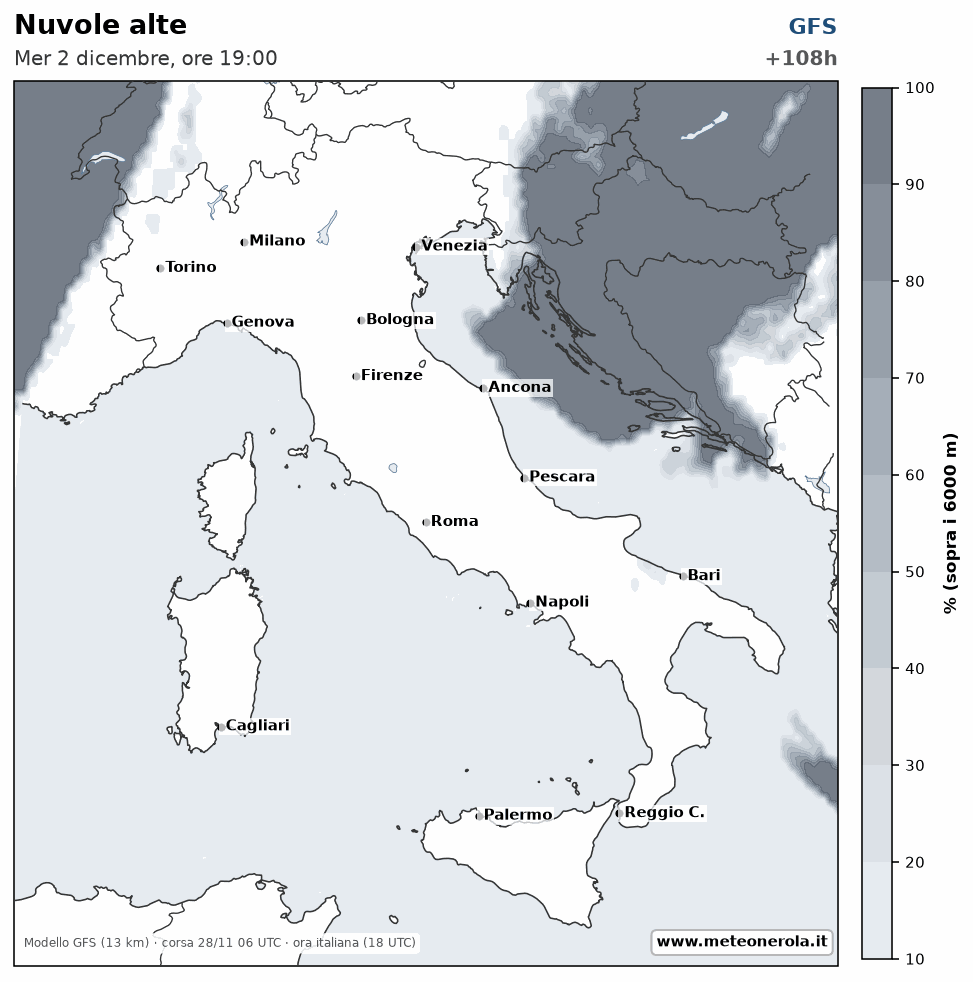 Nuvole alte
GFS
Mer 2 dicembre, ore 19:00
+108h
Milano
Venezia
Torino
Genova
Bologna
Firenze
Ancona
Pescara
Roma
Bari
Napoli
Cagliari
Palermo
Reggio C.
100
90
80
70
60
50
40
30
20
10
% (sopra i 6000 m)
Modello GFS (13 km) · corsa 28/11 06 UTC · ora italiana (18 UTC)
www.meteonerola.it